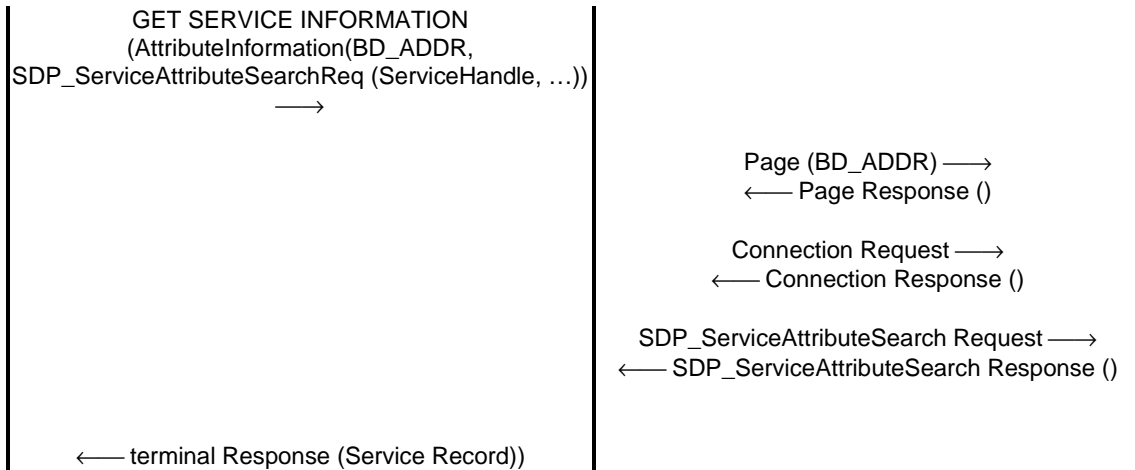 GET SERVICE INFORMATION
(AttributeInformation(BD_ADDR,
SDP_ServiceAttributeSearchReq (ServiceHandle, …))
⟶
Page (BD_ADDR) ⟶
⟵ Page Response ()
Connection Request ⟶
⟵ Connection Response ()
SDP_ServiceAttributeSearch Request ⟶
⟵ SDP_ServiceAttributeSearch Response ()
⟵ terminal Response (Service Record))